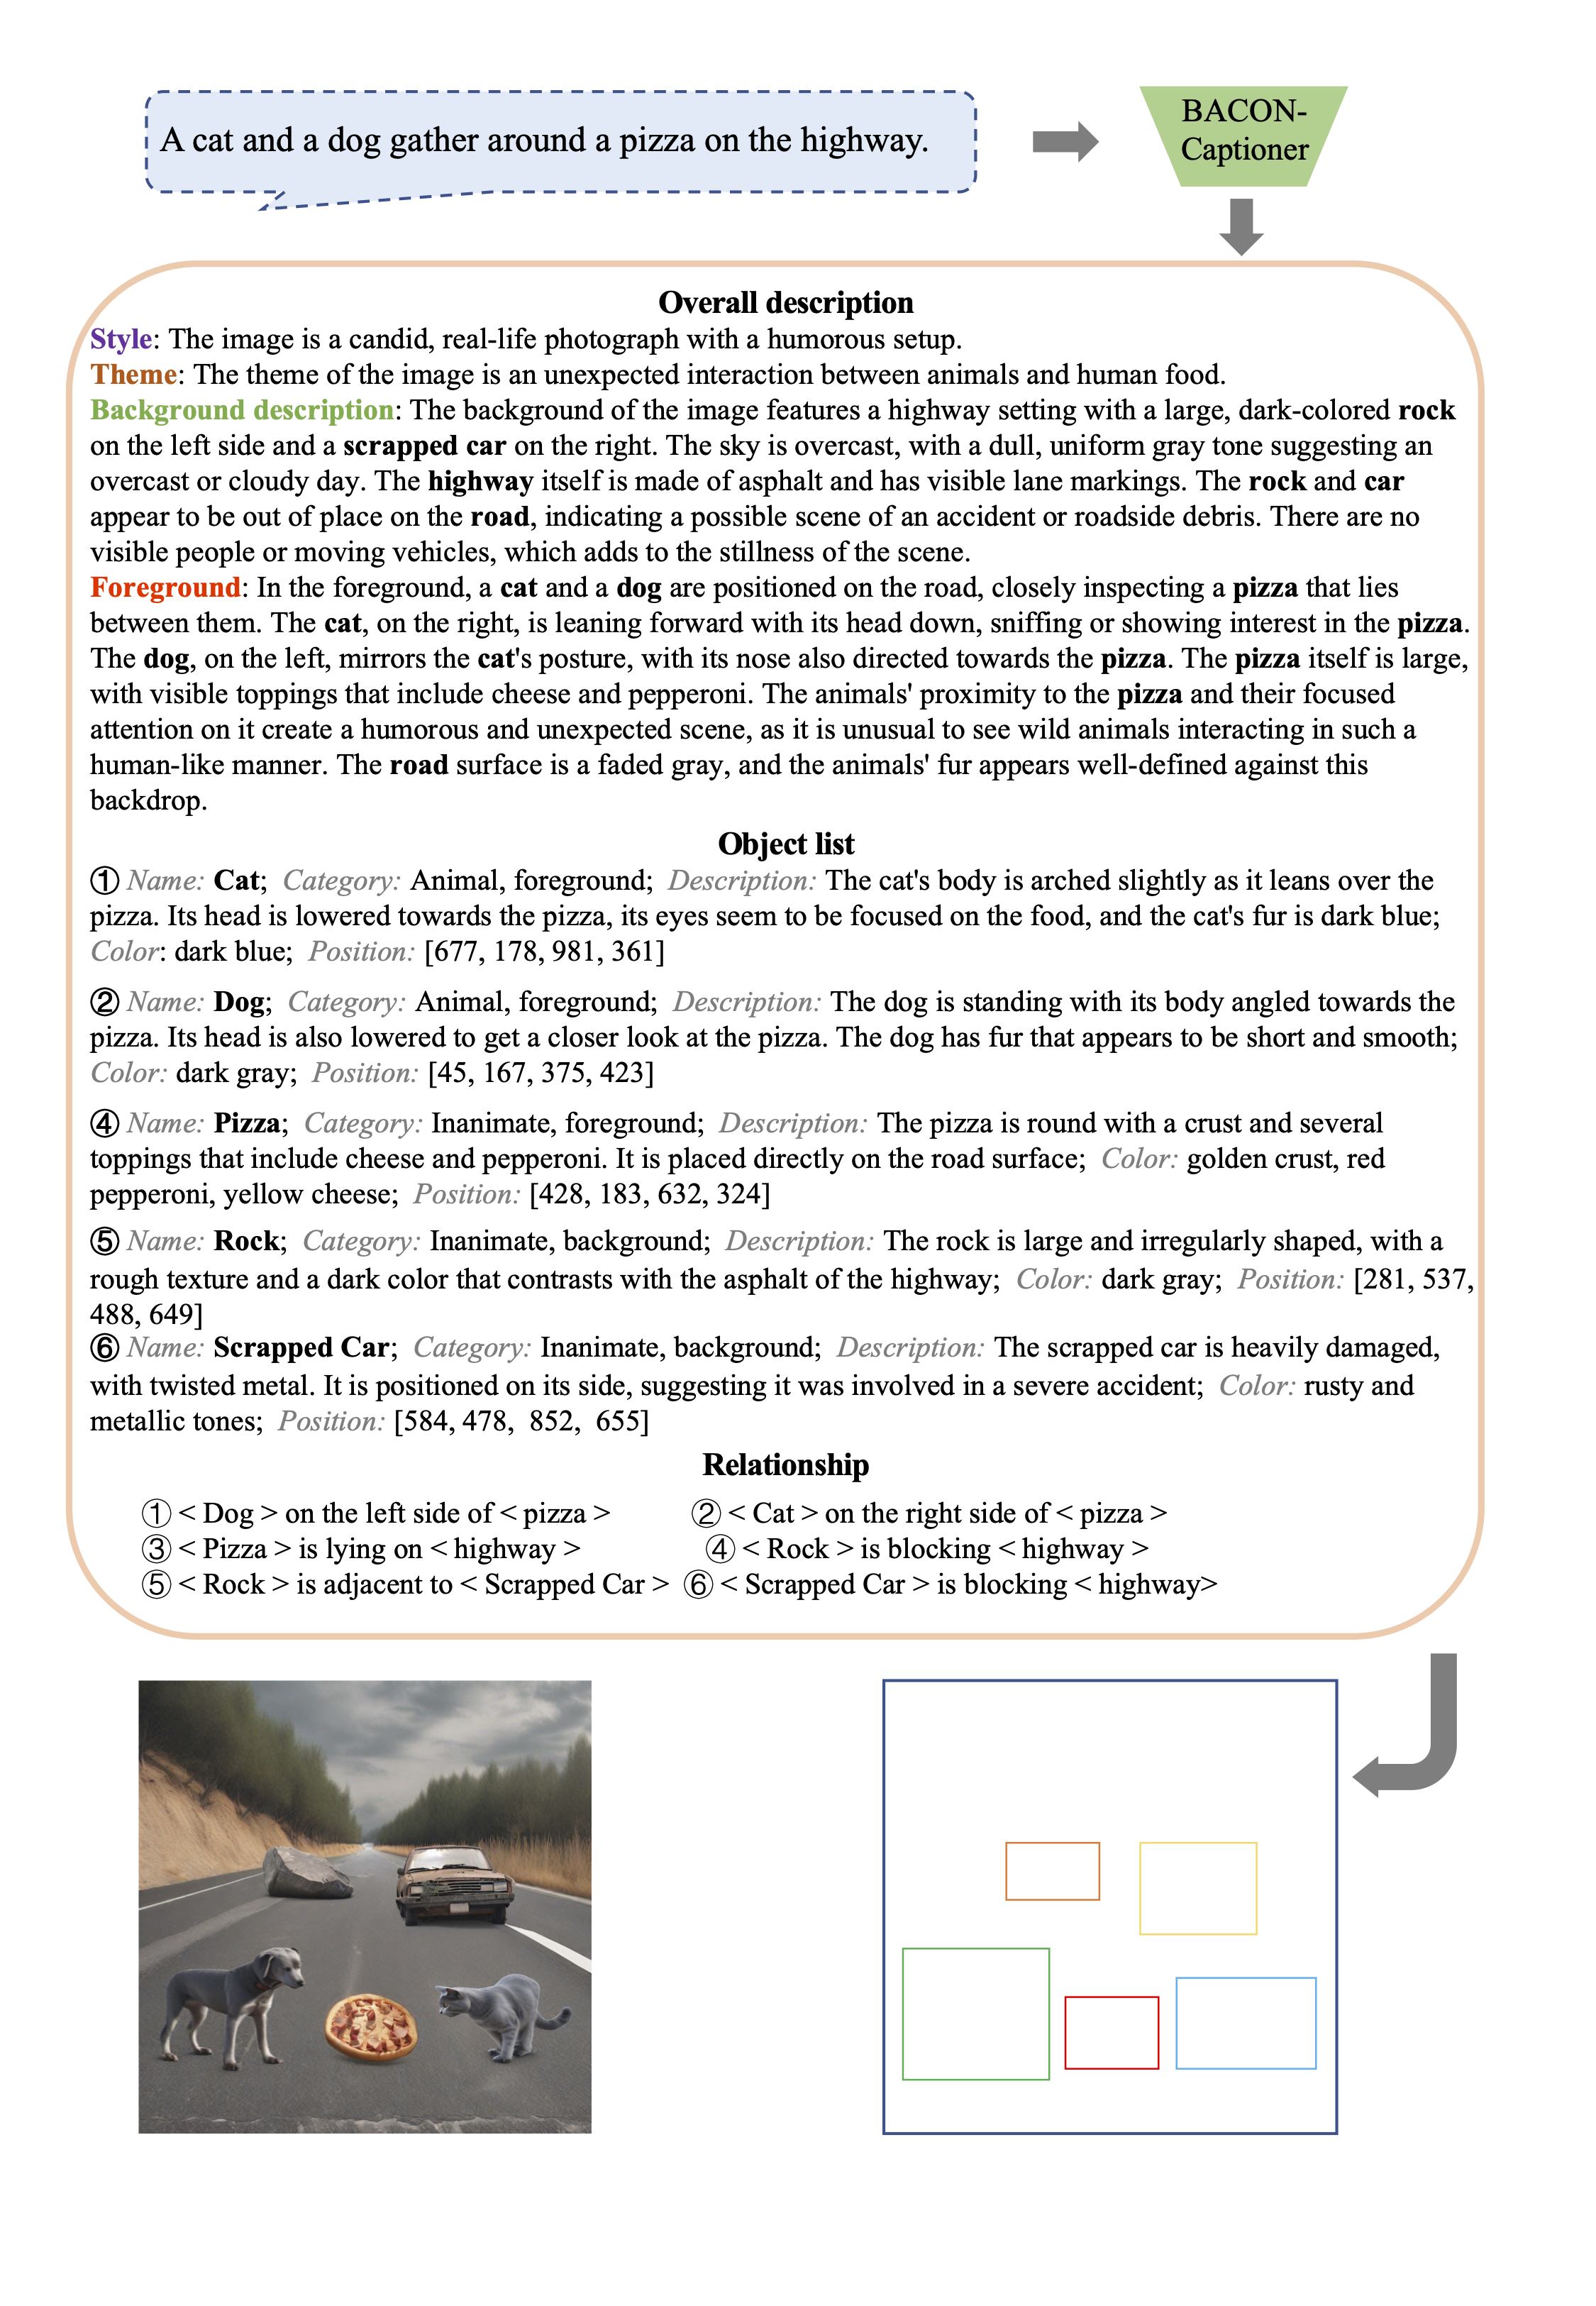 A cat and a dog gather around a pizza on the highway.
BACON-
Captioner
Overall description
Style: The image is a candid, real-life photograph with a humorous setup.
Theme: The theme of the image is an unexpected interaction between animals and human food.
Background description: The background of the image features a highway setting with a large, dark-colored rock
on the left side and a scrapped car on the right. The sky is overcast, with a dull, uniform gray tone suggesting an
overcast or cloudy day. The highway itself is made of asphalt and has visible lane markings. The rock and car
appear to be out of place on the road, indicating a possible scene of an accident or roadside debris. There are no
visible people or moving vehicles, which adds to the stillness of the scene.
Foreground: In the foreground, a cat and a dog are positioned on the road, closely inspecting a pizza that lies
between them. The cat, on the right, is leaning forward with its head down, sniffing or showing interest in the pizza.
The dog, on the left, mirrors the cat's posture, with its nose also directed towards the pizza. The pizza itself is large,
with visible toppings that include cheese and pepperoni. The animals' proximity to the pizza and their focused
attention on it create a humorous and unexpected scene, as it is unusual to see wild animals interacting in such a
human-like manner. The road surface is a faded gray, and the animals' fur appears well-defined against this
backdrop.
Object list
① Name: Cat; Category: Animal, foreground; Description: The cat's body is arched slightly as it leans over the
pizza. Its head is lowered towards the pizza, its eyes seem to be focused on the food, and the cat's fur is dark blue;
Color: dark blue; Position: [677, 178, 981, 361]
② Name: Dog; Category: Animal, foreground; Description: The dog is standing with its body angled towards the
pizza. Its head is also lowered to get a closer look at the pizza. The dog has fur that appears to be short and smooth;
Color: dark gray; Position: [45, 167, 375, 423]
④ Name: Pizza; Category: Inanimate, foreground; Description: The pizza is round with a crust and several
toppings that include cheese and pepperoni. It is placed directly on the road surface; Color: golden crust, red
pepperoni, yellow cheese; Position: [428, 183, 632, 324]
⑤ Name: Rock; Category: Inanimate, background; Description: The rock is large and irregularly shaped, with a
rough texture and a dark color that contrasts with the asphalt of the highway; Color: dark gray; Position: [281, 537,
488, 649]
⑥ Name: Scrapped Car; Category: Inanimate, background; Description: The scrapped car is heavily damaged,
with twisted metal. It is positioned on its side, suggesting it was involved in a severe accident; Color: rusty and
metallic tones; Position: [584, 478, 852, 655]
Relationship
① < Dog > on the left side of < pizza > ② < Cat > on the right side of < pizza >
③ < Pizza > is lying on < highway > ④ < Rock > is blocking < highway >
⑤ < Rock > is adjacent to < Scrapped Car > ⑥ < Scrapped Car > is blocking < highway>